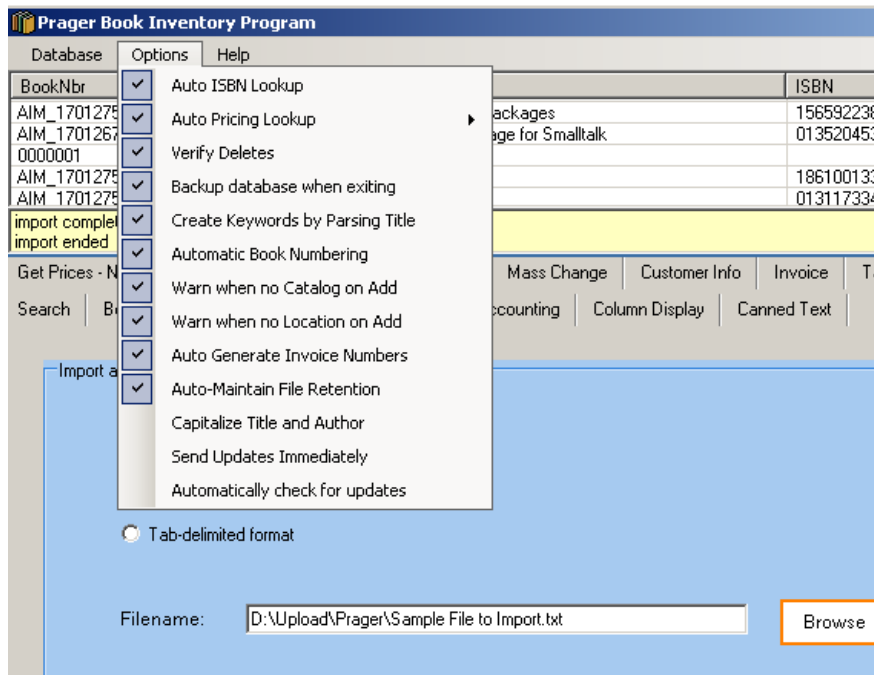 Prager Book Inventory Program
Database Options Help
BookNbr ISBN
Auto ISBN Lookup
AIM_1701275 ackages 156592238
Auto Pricing Lookup
AIM_1701267 age for Smalltalk 013520453
0000001
Verify Deletes
AIM_1701275 186100133
Backup database when exiting
AIM_1701275 013117334
import complet
Create Keywords by Parsing Title
import ended
Automatic Book Numbering
Get Prices - N Mass Change Customer Info Invoice T
Warn when no Catalog on Add
Search B ccounting Column Display Canned Text
Warn when no Location on Add
Auto Generate Invoice Numbers
Import a
Auto-Maintain File Retention
Capitalize Title and Author
Send Updates Immediately
Automatically check for updates
Tab-delimited format
Filename: D:\Upload\Prager\Sample File to Import.txt Browse